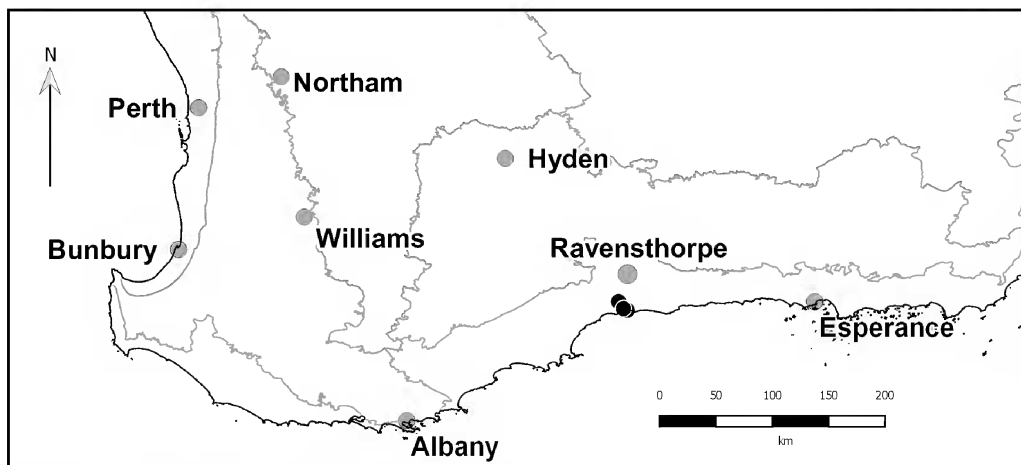 N
Northam
Perth
Hyden
Williams
Bunbury
Ravensthorpe
Esperance
0 50 100 150 200
km
Albany